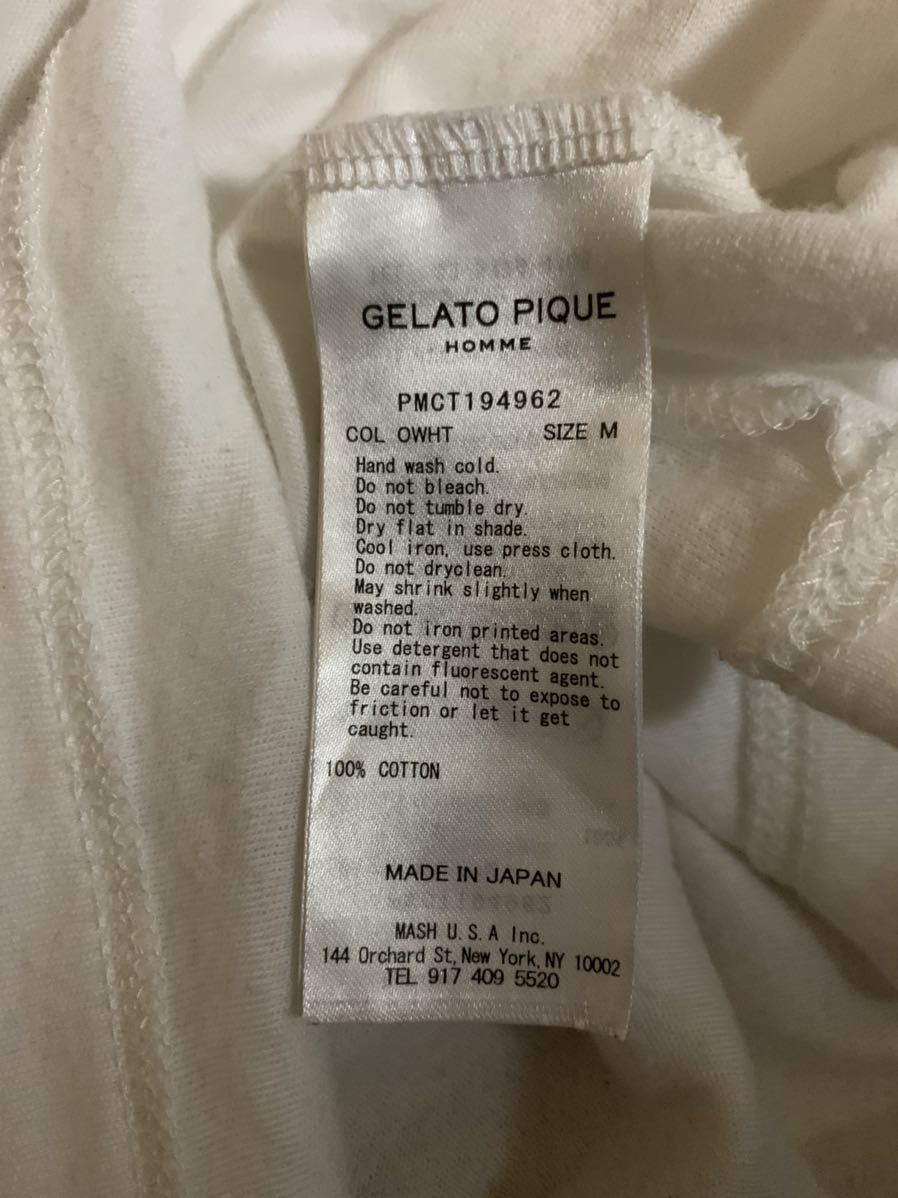 GELATO PIQUE
HOMME
PMCT194962
COL OWHT SIZE M
Hand wash cold.
Do not bleach.
Do not tumble dry.
Dry flat in shade.
Cool iron, use press cloth.
Do not dryclean.
May shrink slightly when
washed.
Do not iron printed areas.
Use detergent that does not
contain fluorescent agent.
Be careful not to expose to
friction or let it get
caught.
100% COTTON
MADE IN JAPAN
MASH U.S.A Inc.
144 Orchard St, New York, NY 10002
TEL 917 409 5520